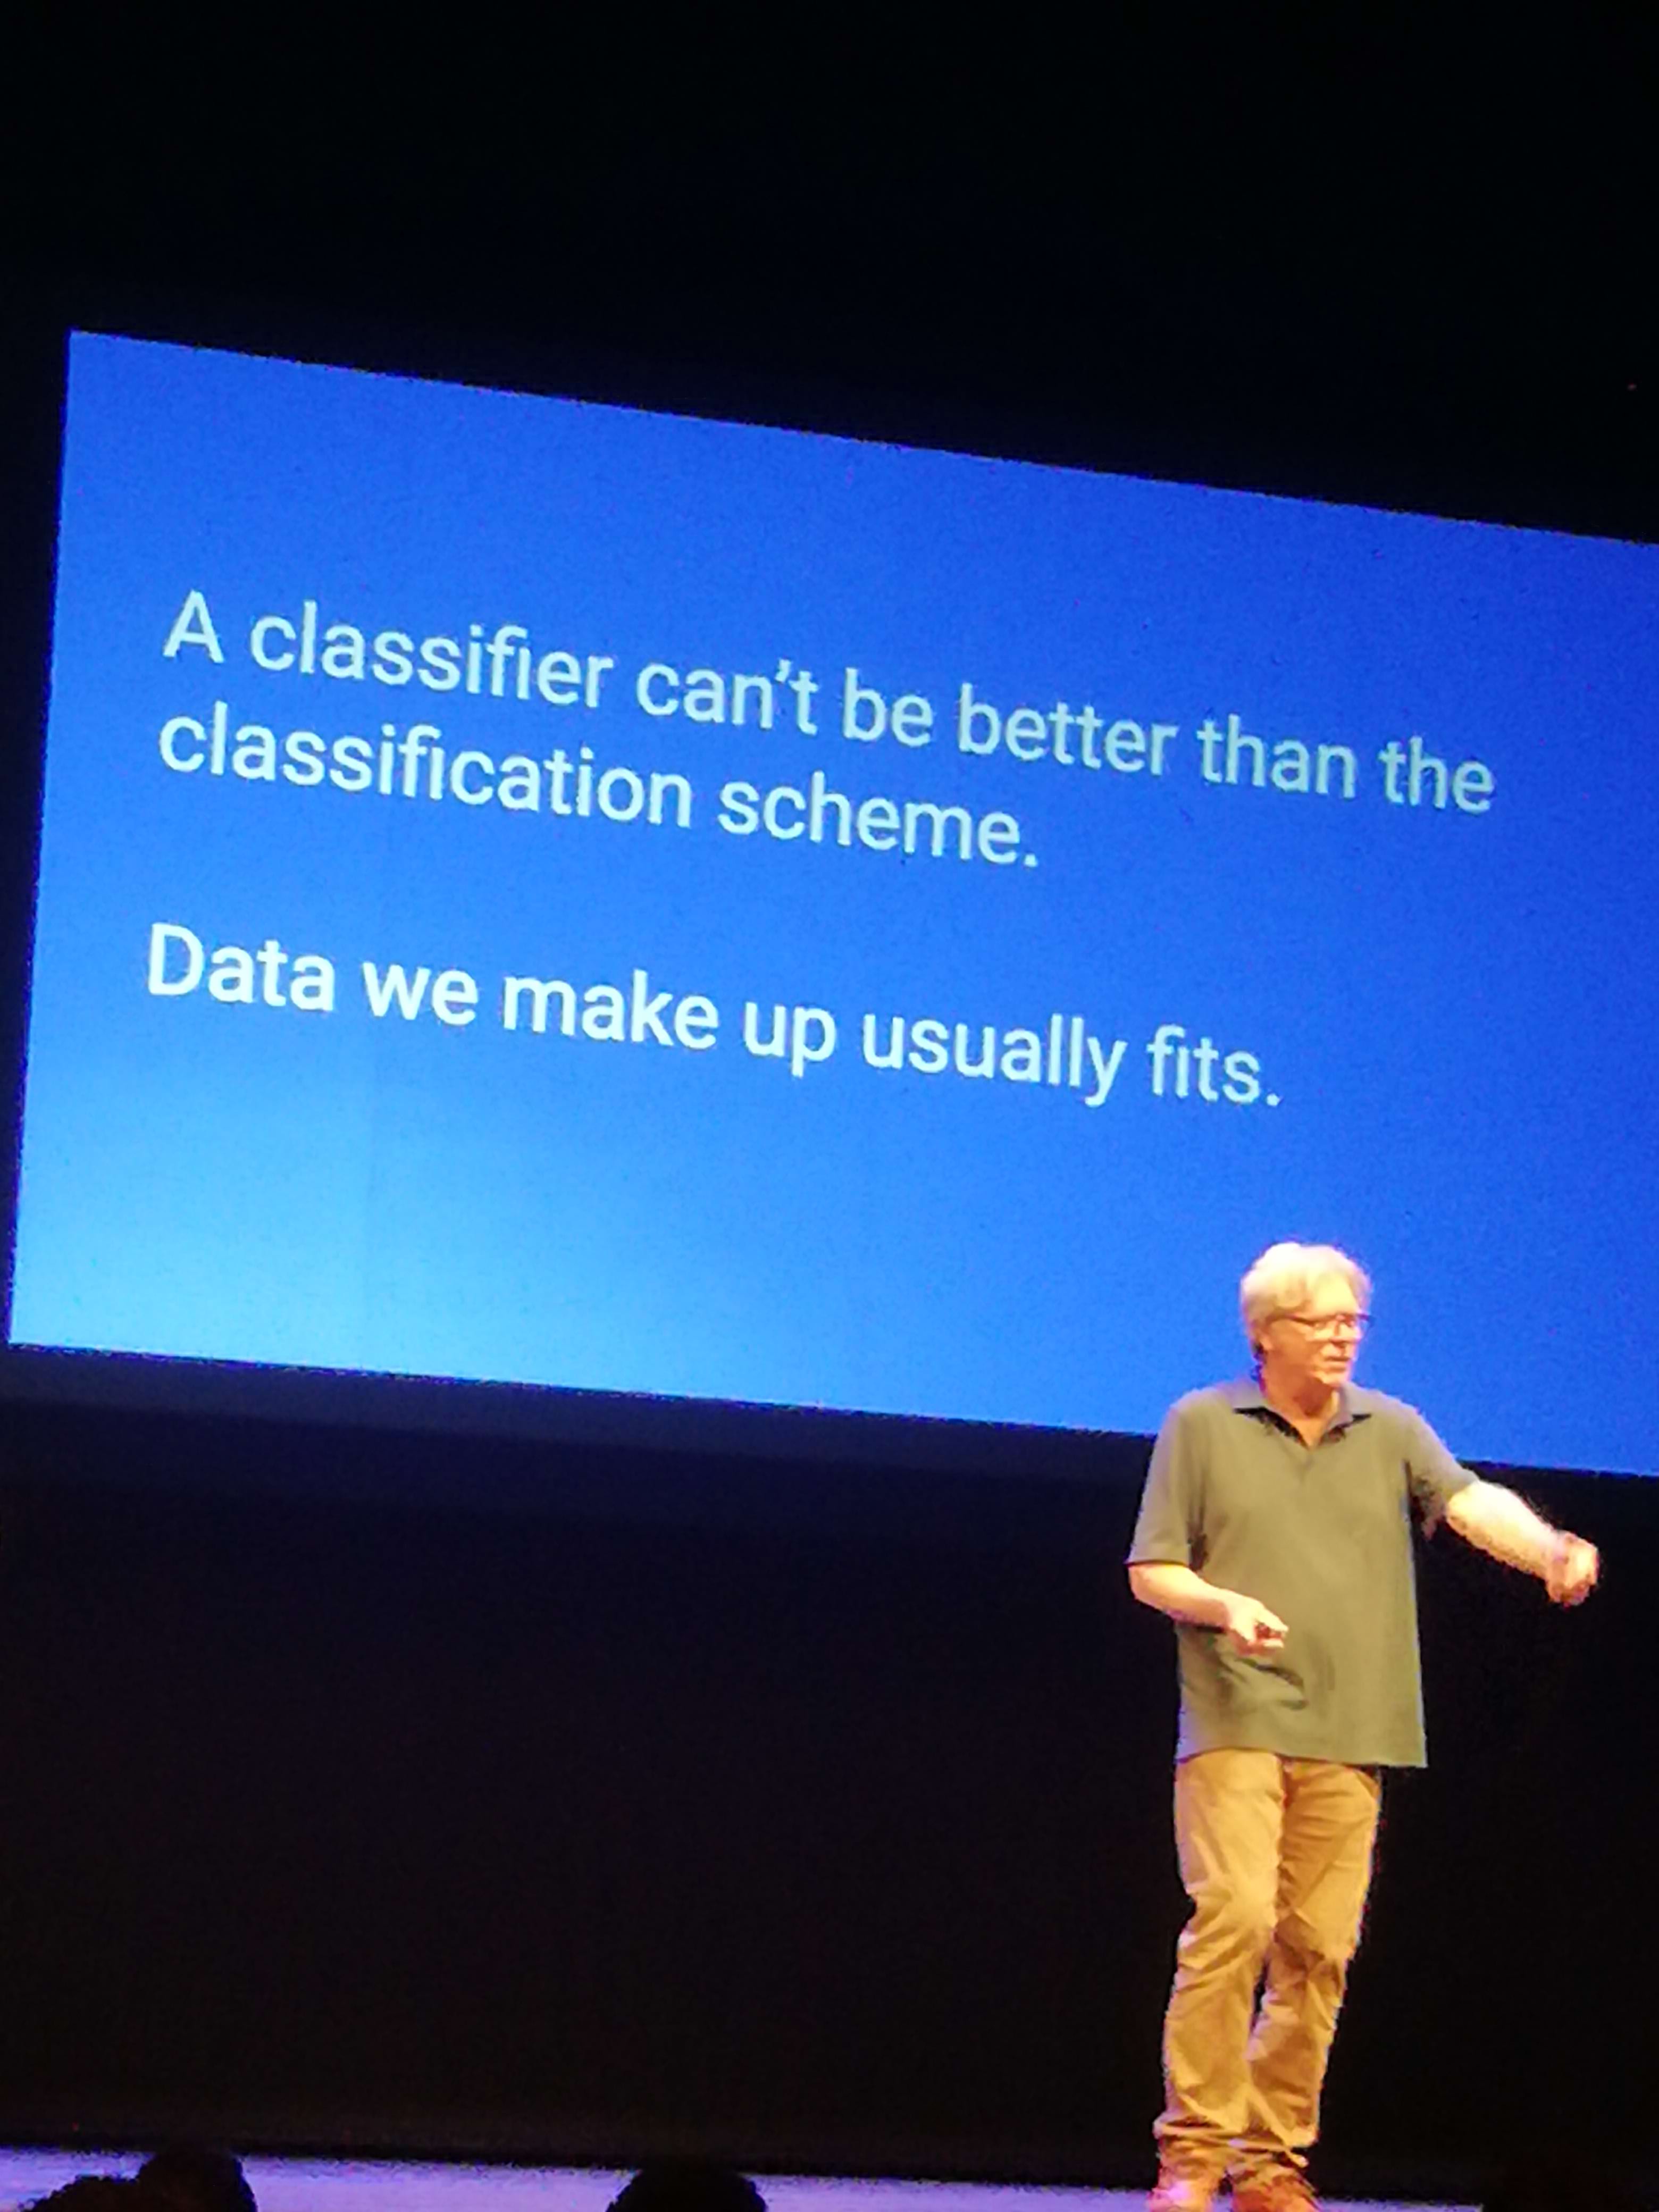 A classifier can't be better than the
classification scheme.
Data we make up usually fits.